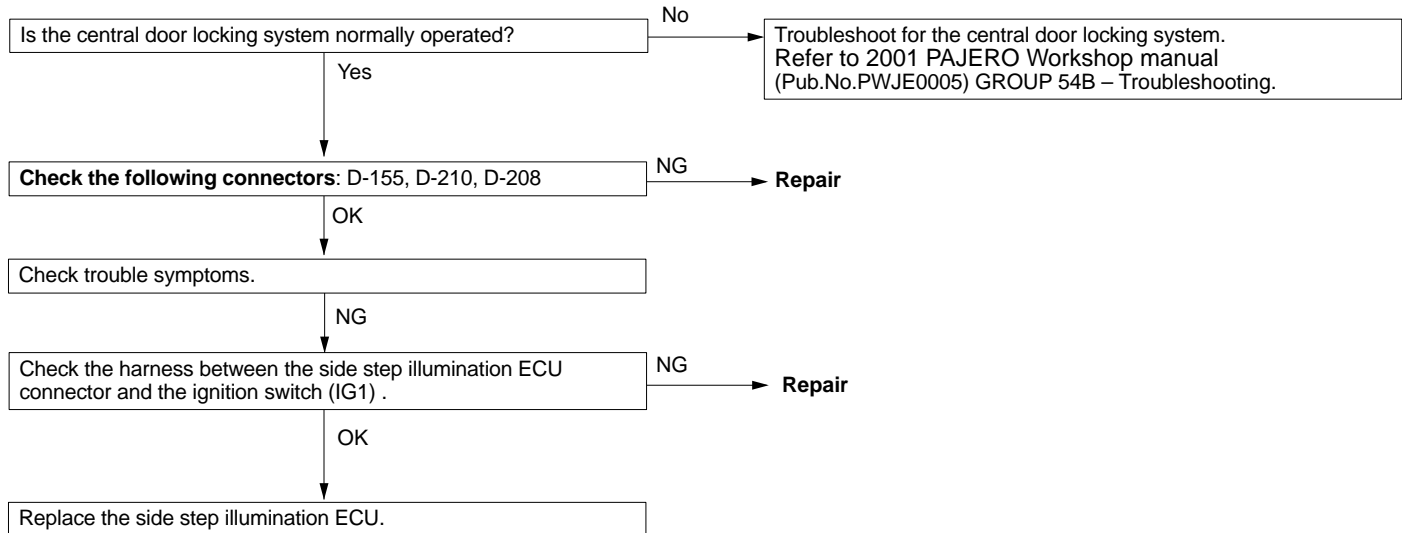 Is the central door locking system normally operated?
No
Troubleshoot for the central door locking system.
Refer to 2001 PAJERO Workshop manual
(Pub.No.PWJE0005) GROUP 54B – Troubleshooting.
Yes
Check the following connectors: D-155, D-210, D-208
NG
Repair
OK
Check trouble symptoms.
NG
Check the harness between the side step illumination ECU
connector and the ignition switch (IG1) .
NG
Repair
OK
Replace the side step illumination ECU.